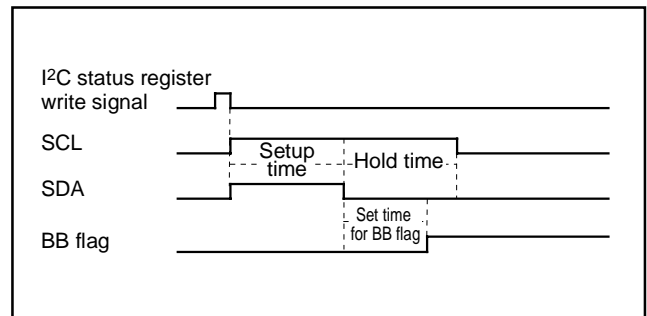 I²C status register
write signal
SCL
Setup
time
Hold time
SDA
Set time
for BB flag
BB flag